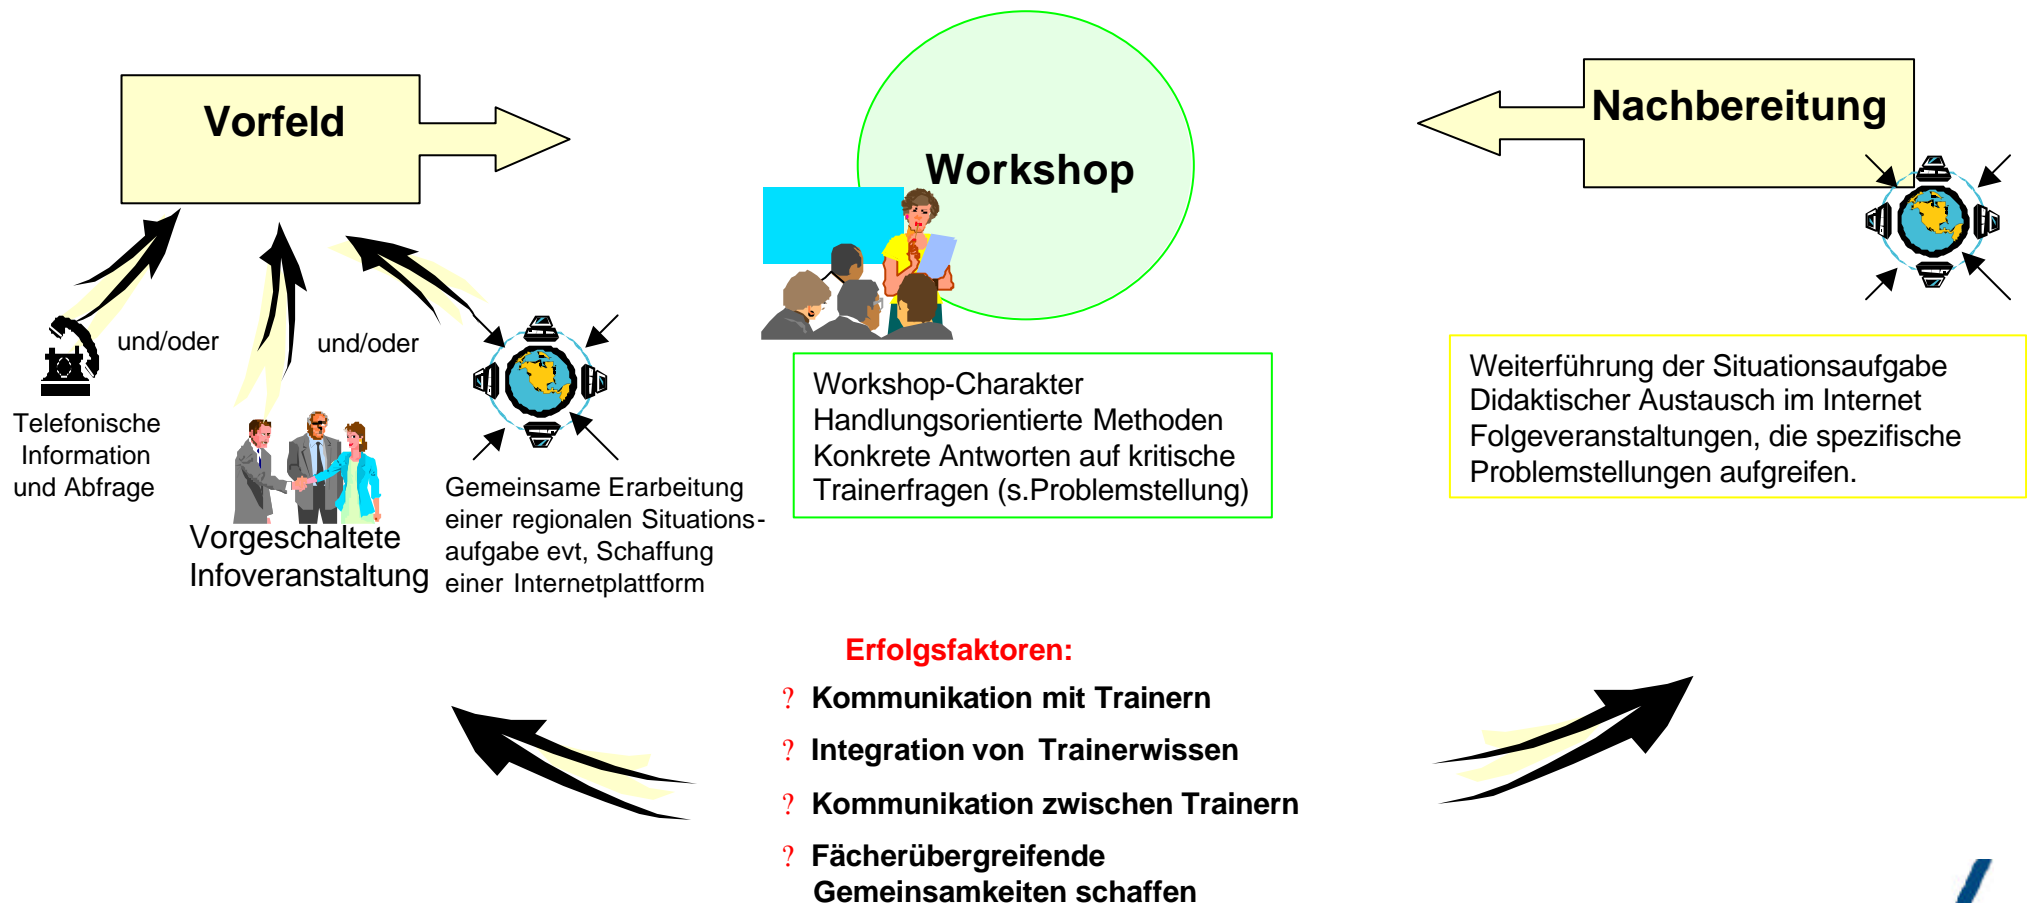 Vorfeld
Workshop
Nachbereitung
und/oder
und/oder
Telefonische
Information
und Abfrage
Vorgeschaltete
Infoveranstaltung
Gemeinsame Erarbeitung
einer regionalen Situations-
aufgabe evt, Schaffung
einer Internetplattform
Workshop-Charakter
Handlungsorientierte Methoden
Konkrete Antworten auf kritische
Trainerfragen (s.Problemstellung)
Weiterführung der Situationsaufgabe
Didaktischer Austausch im Internet
Folgeveranstaltungen, die spezifische
Problemstellungen aufgreifen.
Erfolgsfaktoren:
? Kommunikation mit Trainern
? Integration von Trainerwissen
? Kommunikation zwischen Trainern
? Fächerübergreifende
Gemeinsamkeiten schaffen